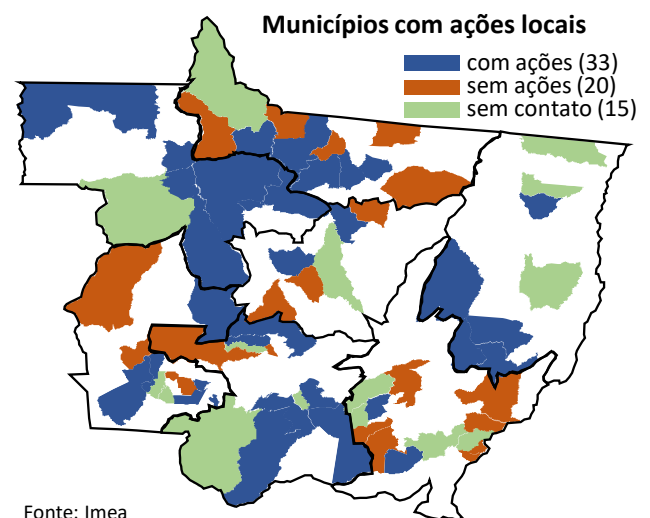 Municípios com ações locais
com ações (33)
sem ações (20)
sem contato (15)
Fonte: Imea